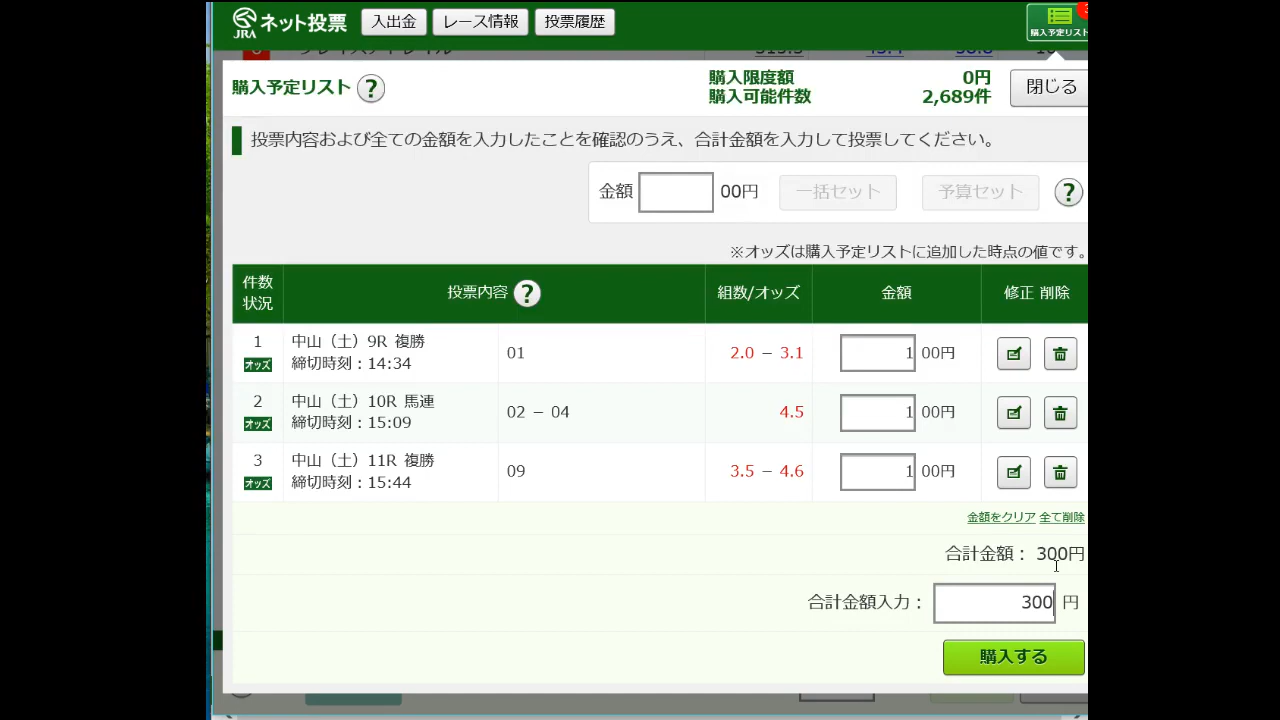 JRA ネット投票 入出金 レース情報 投票履歴
購入予定リスト
購入予定リスト ? 購入限度額 0円 閉じる
購入可能件数 2,689件
投票内容および全ての金額を入力したことを確認のうえ、合計金額を入力して投票してください。
金額 00円 一括セット 予算セット ?
※オッズは購入予定リストに追加した時点の値です。
件数状況 投票内容 ? 組数/オッズ 金額 修正 削除
1 中山（土）9R 複勝 01 2.0 － 3.1 1 00円
オッズ 締切時刻：14:34
2 中山（土）10R 馬連 02 － 04 4.5 1 00円
オッズ 締切時刻：15:09
3 中山（土）11R 複勝 09 3.5 － 4.6 1 00円
オッズ 締切時刻：15:44
金額をクリア 全て削除
合計金額： 300円
合計金額入力： 300 円
購入する